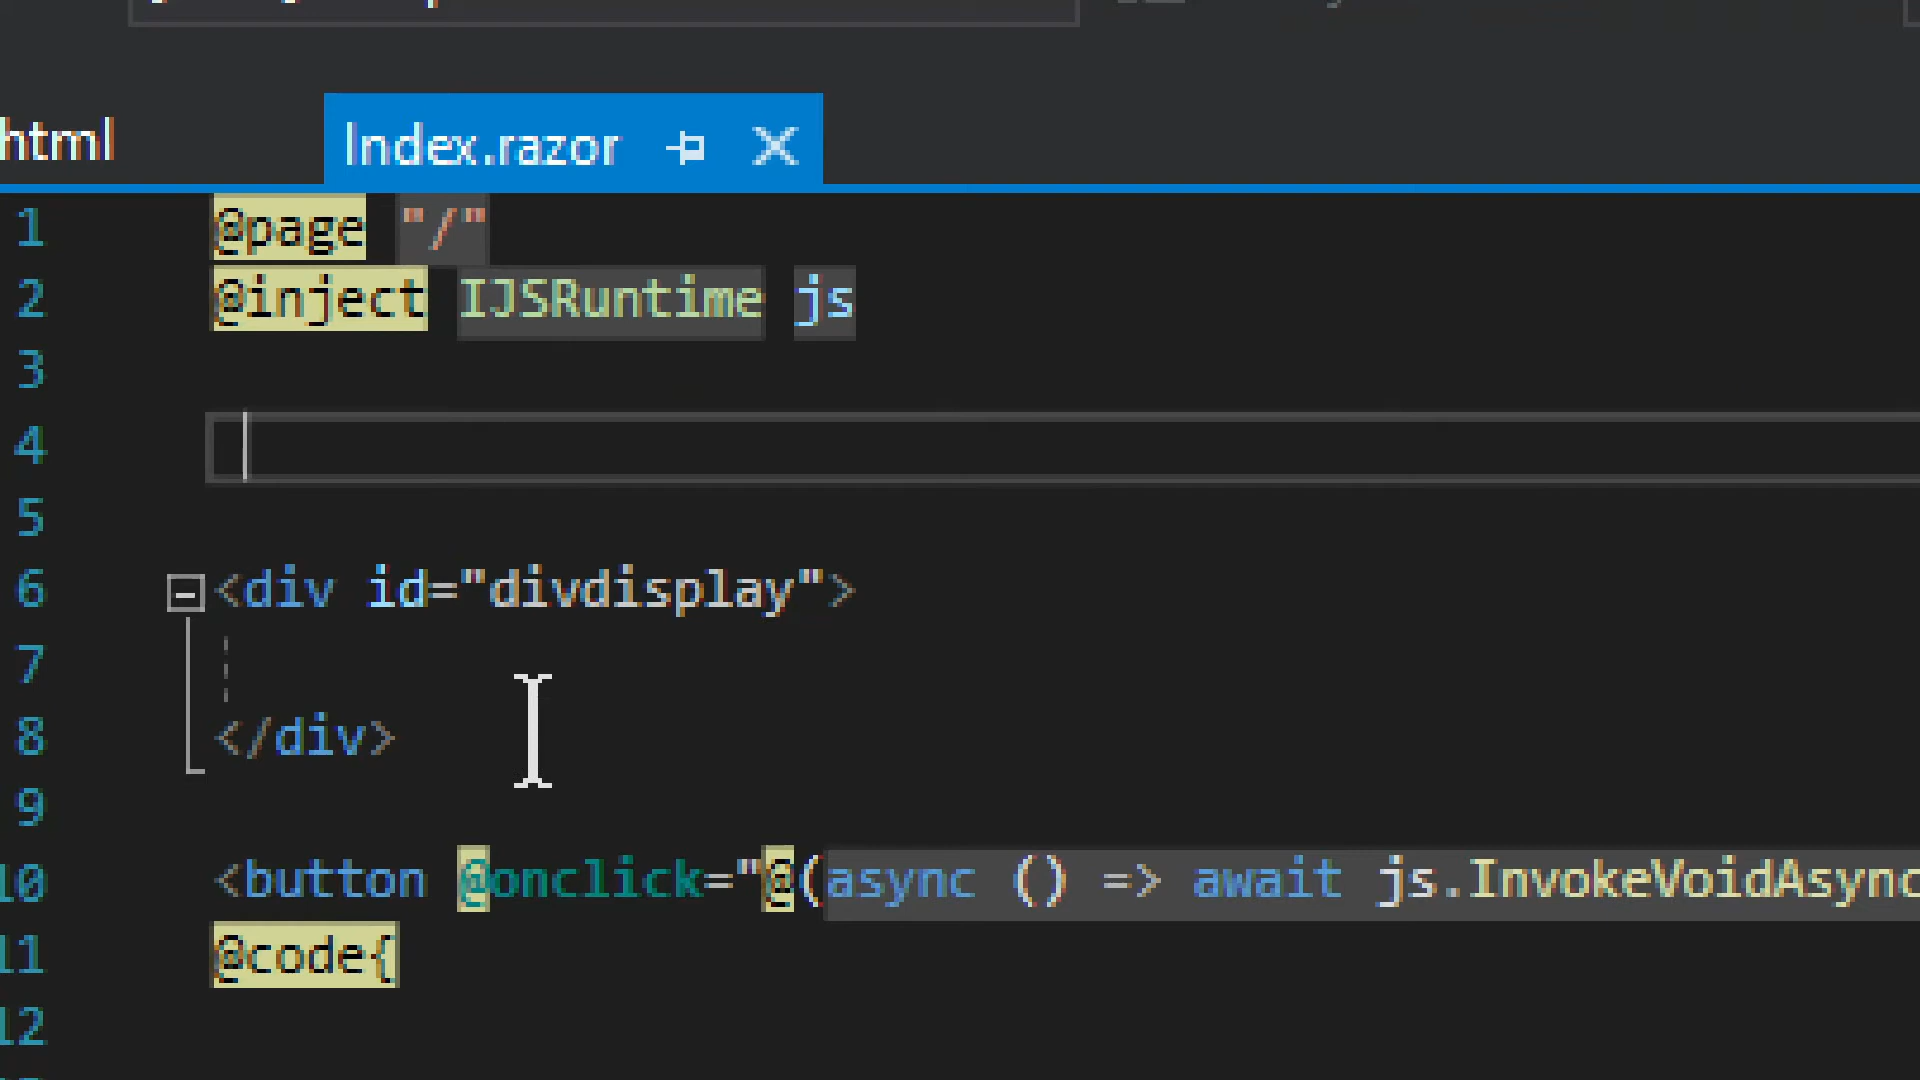 html
Index.razor
1 @page "/"
2 @inject IJSRuntime js
3
4
5
6 <div id="divdisplay">
7
8 </div>
9
10 <button @onclick="@(async () => await js.InvokeVoidAsync
11 @code{
12